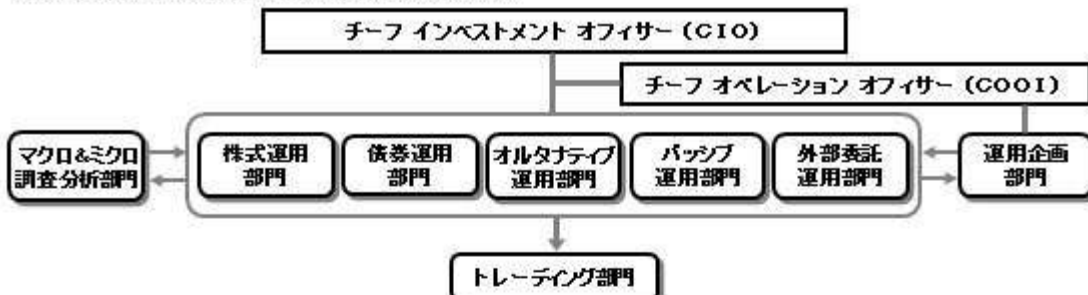 チーフ インベストメント オフィサー (CIO)
チーフ オペレーション オフィサー (COOI)
マクロ&ミクロ
調査分析部門
株式運用
部門
債券運用
部門
オルタナティブ
運用部門
パッシブ
運用部門
外部委託
運用部門
運用企画
部門
トレーディング部門